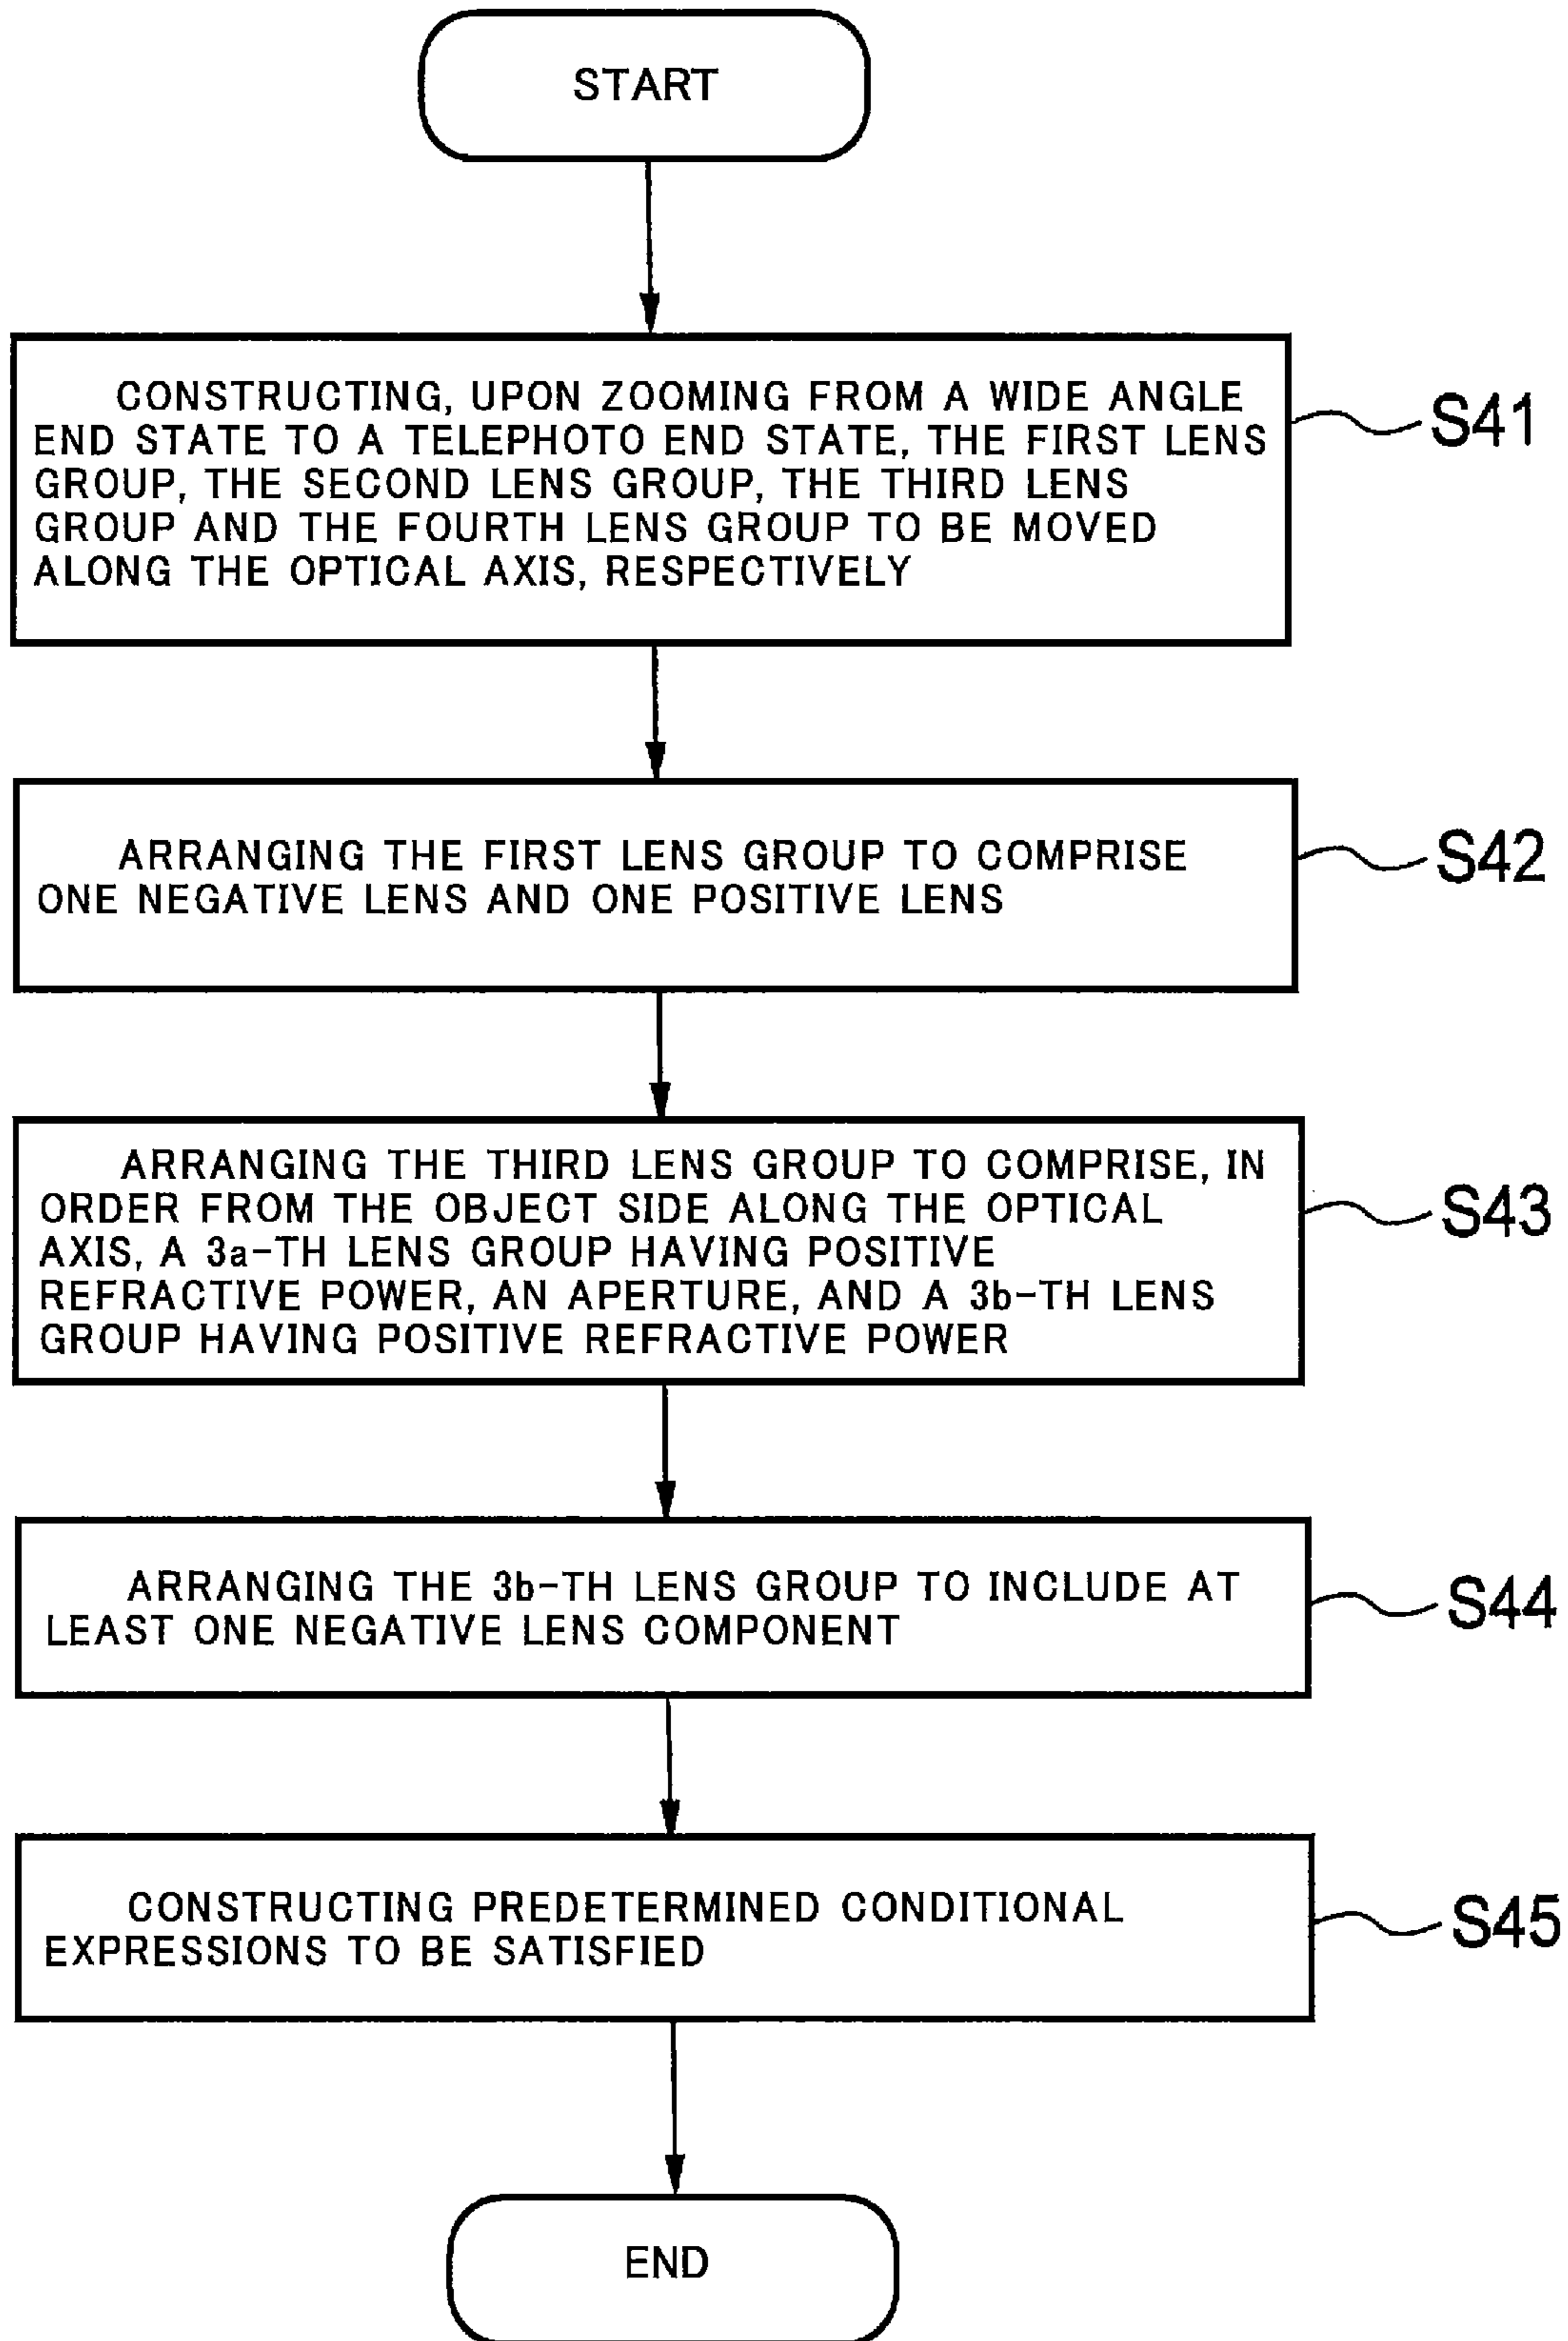 START
CONSTRUCTING, UPON ZOOMING FROM A WIDE ANGLE
END STATE TO A TELEPHOTO END STATE, THE FIRST LENS
GROUP, THE SECOND LENS GROUP, THE THIRD LENS
GROUP AND THE FOURTH LENS GROUP TO BE MOVED
ALONG THE OPTICAL AXIS, RESPECTIVELY
S41
ARRANGING THE FIRST LENS GROUP TO COMPRISE
ONE NEGATIVE LENS AND ONE POSITIVE LENS
S42
ARRANGING THE THIRD LENS GROUP TO COMPRISE, IN
ORDER FROM THE OBJECT SIDE ALONG THE OPTICAL
AXIS, A 3a-TH LENS GROUP HAVING POSITIVE
REFRACTIVE POWER, AN APERTURE, AND A 3b-TH LENS
GROUP HAVING POSITIVE REFRACTIVE POWER
S43
ARRANGING THE 3b-TH LENS GROUP TO INCLUDE AT
LEAST ONE NEGATIVE LENS COMPONENT
S44
CONSTRUCTING PREDETERMINED CONDITIONAL
EXPRESSIONS TO BE SATISFIED
S45
END